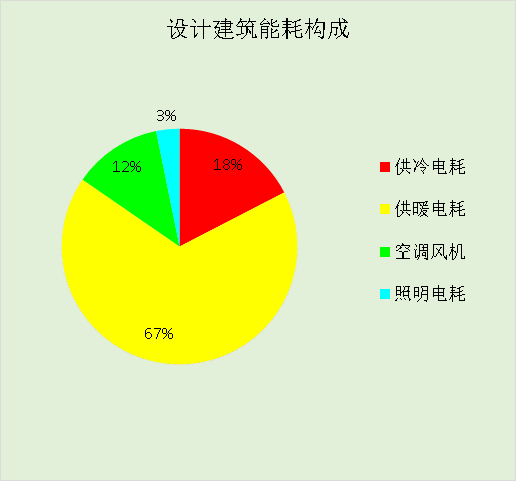 设计建筑能耗构成
3%
18%
12%
67%
供冷电耗
供暖电耗
空调风机
照明电耗